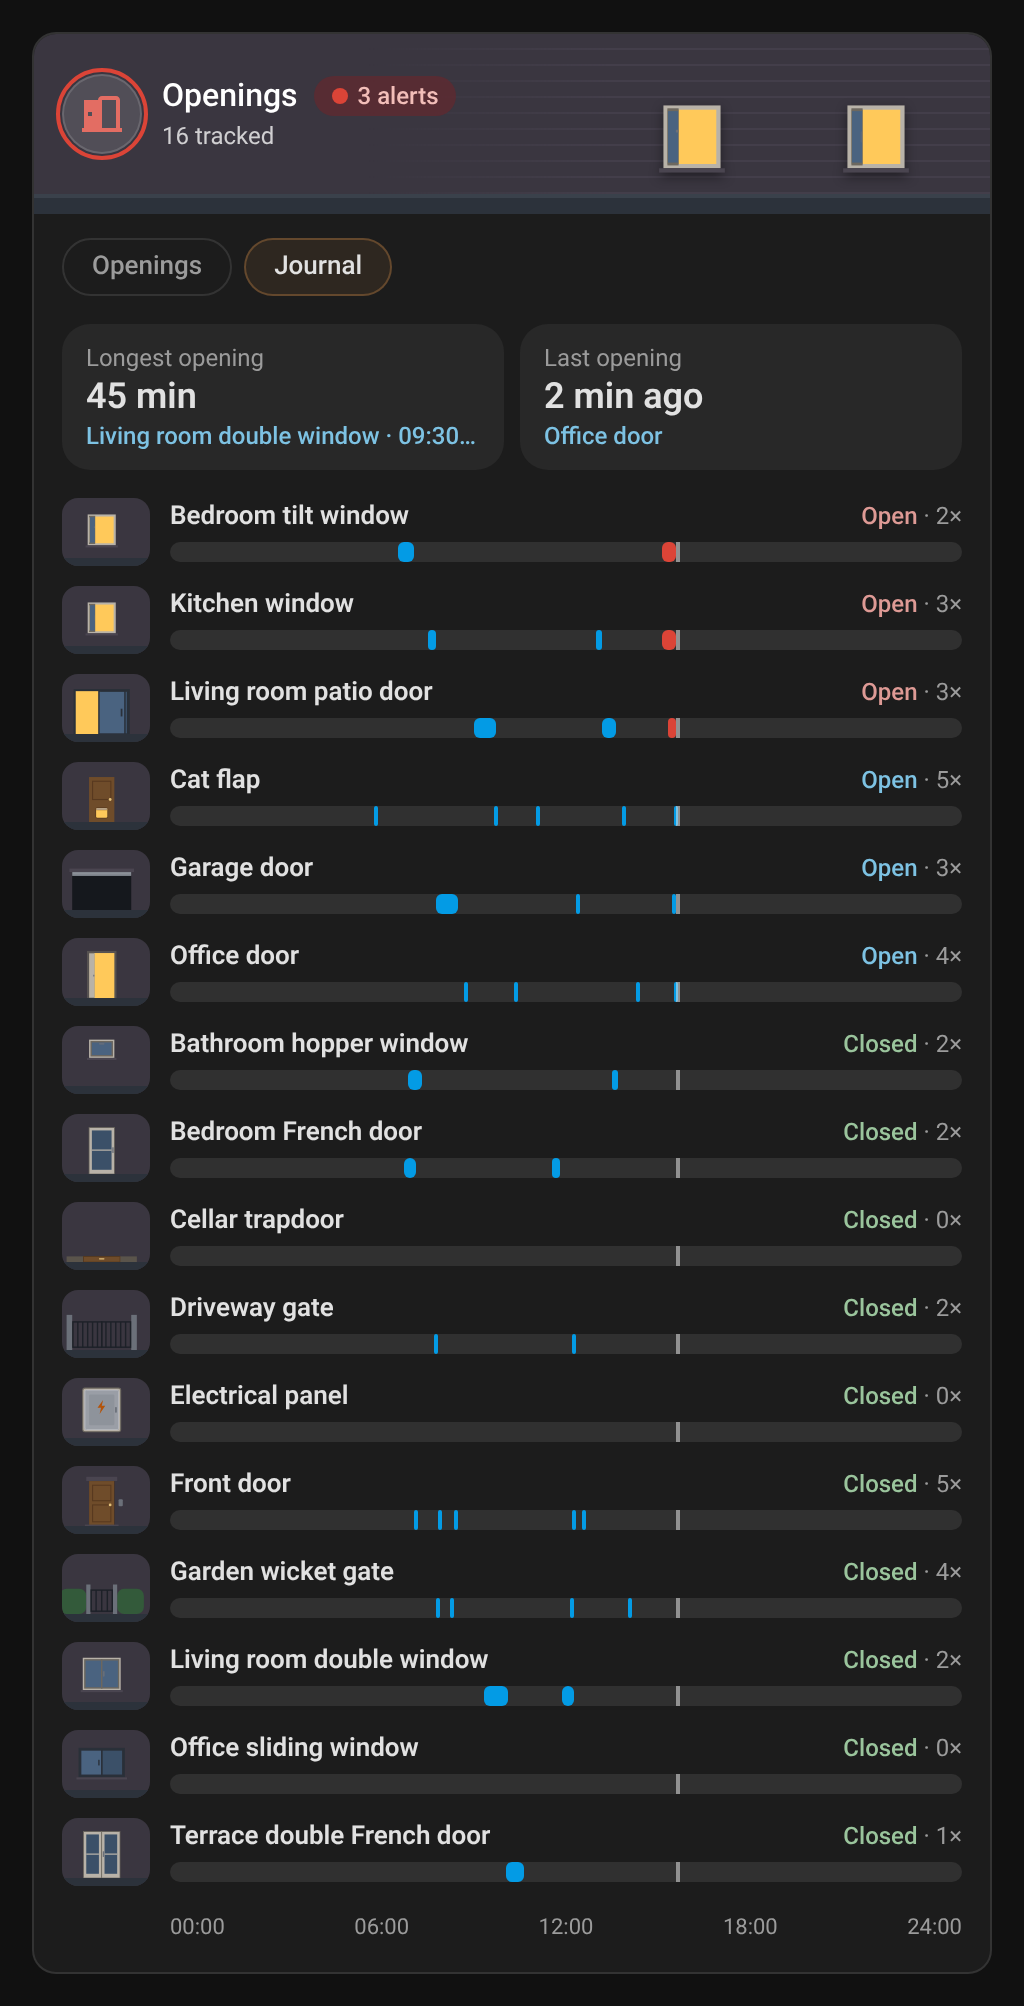 Openings
3 alerts
16 tracked
Openings
Journal
Longest opening
45 min
Living room double window · 09:30...
Last opening
2 min ago
Office door
Bedroom tilt window
Open · 2×
Kitchen window
Open · 3×
Living room patio door
Open · 3×
Cat flap
Open · 5×
Garage door
Open · 3×
Office door
Open · 4×
Bathroom hopper window
Closed · 2×
Bedroom French door
Closed · 2×
Cellar trapdoor
Closed · 0×
Driveway gate
Closed · 2×
Electrical panel
Closed · 0×
Front door
Closed · 5×
Garden wicket gate
Closed · 4×
Living room double window
Closed · 2×
Office sliding window
Closed · 0×
Terrace double French door
Closed · 1×
00:00 06:00 12:00 18:00 24:00